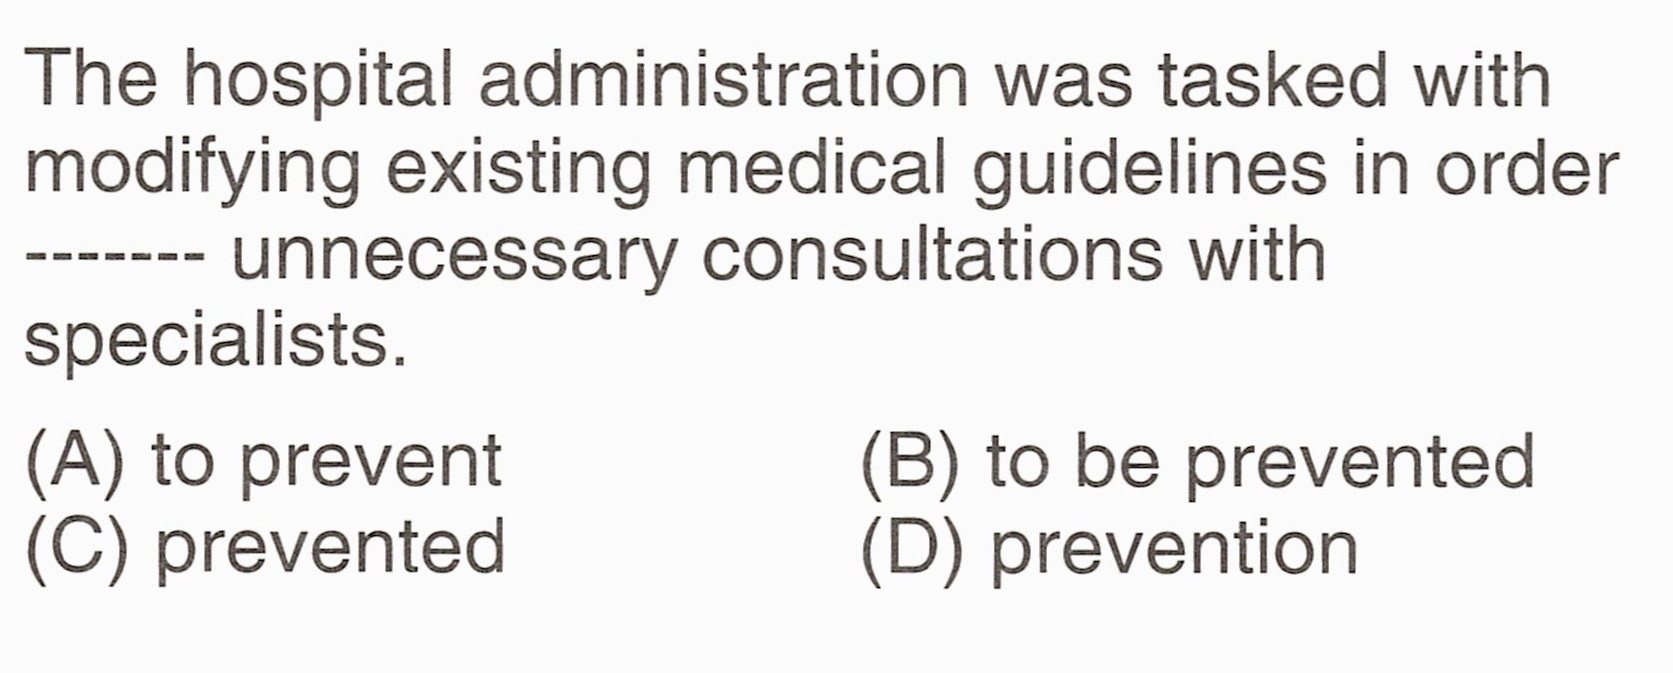 The hospital administration was tasked with
modifying existing medical guidelines in order
------- unnecessary consultations with
specialists.
(A) to prevent (B) to be prevented
(C) prevented (D) prevention